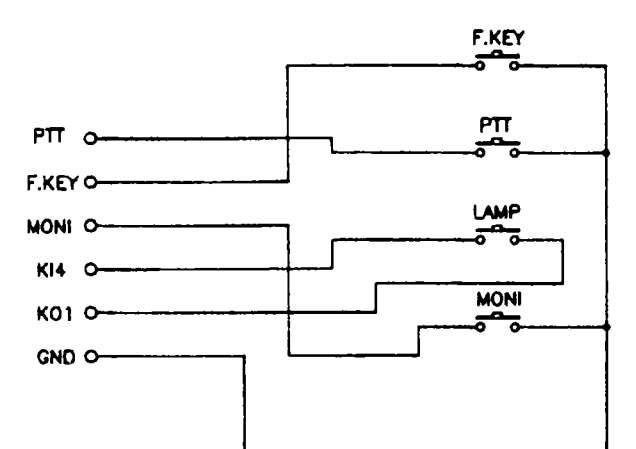 F.KEY
PTT
PTT
F.KEY
MONI
LAMP
KI4
KO1
MONI
GND